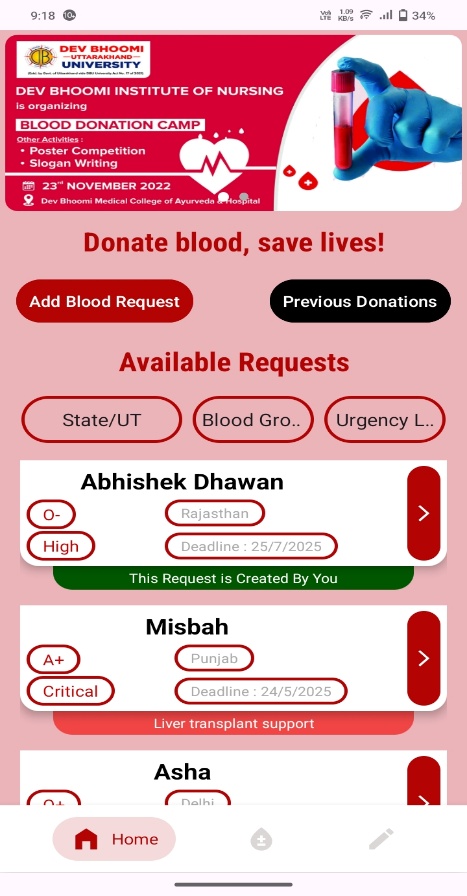 9:18
VoLTE 1.09 KB/S 34%
DEV BHOOMI
UTTARAKHAND
UNIVERSITY
DEV BHOOMI INSTITUTE OF NURSING
is organizing
BLOOD DONATION CAMP
Other Activities :
• Poster Competition
• Slogan Writing
23RD NOVEMBER 2022
Dev Bhoomi Medical College of Ayurveda & Hospital
Donate blood, save lives!
Add Blood Request
Previous Donations
Available Requests
State/UT
Blood Gro..
Urgency L..
Abhishek Dhawan
O-
Rajasthan
High
Deadline : 25/7/2025
This Request is Created By You
Misbah
A+
Punjab
Critical
Deadline : 24/5/2025
Liver transplant support
Asha
Delhi
Home